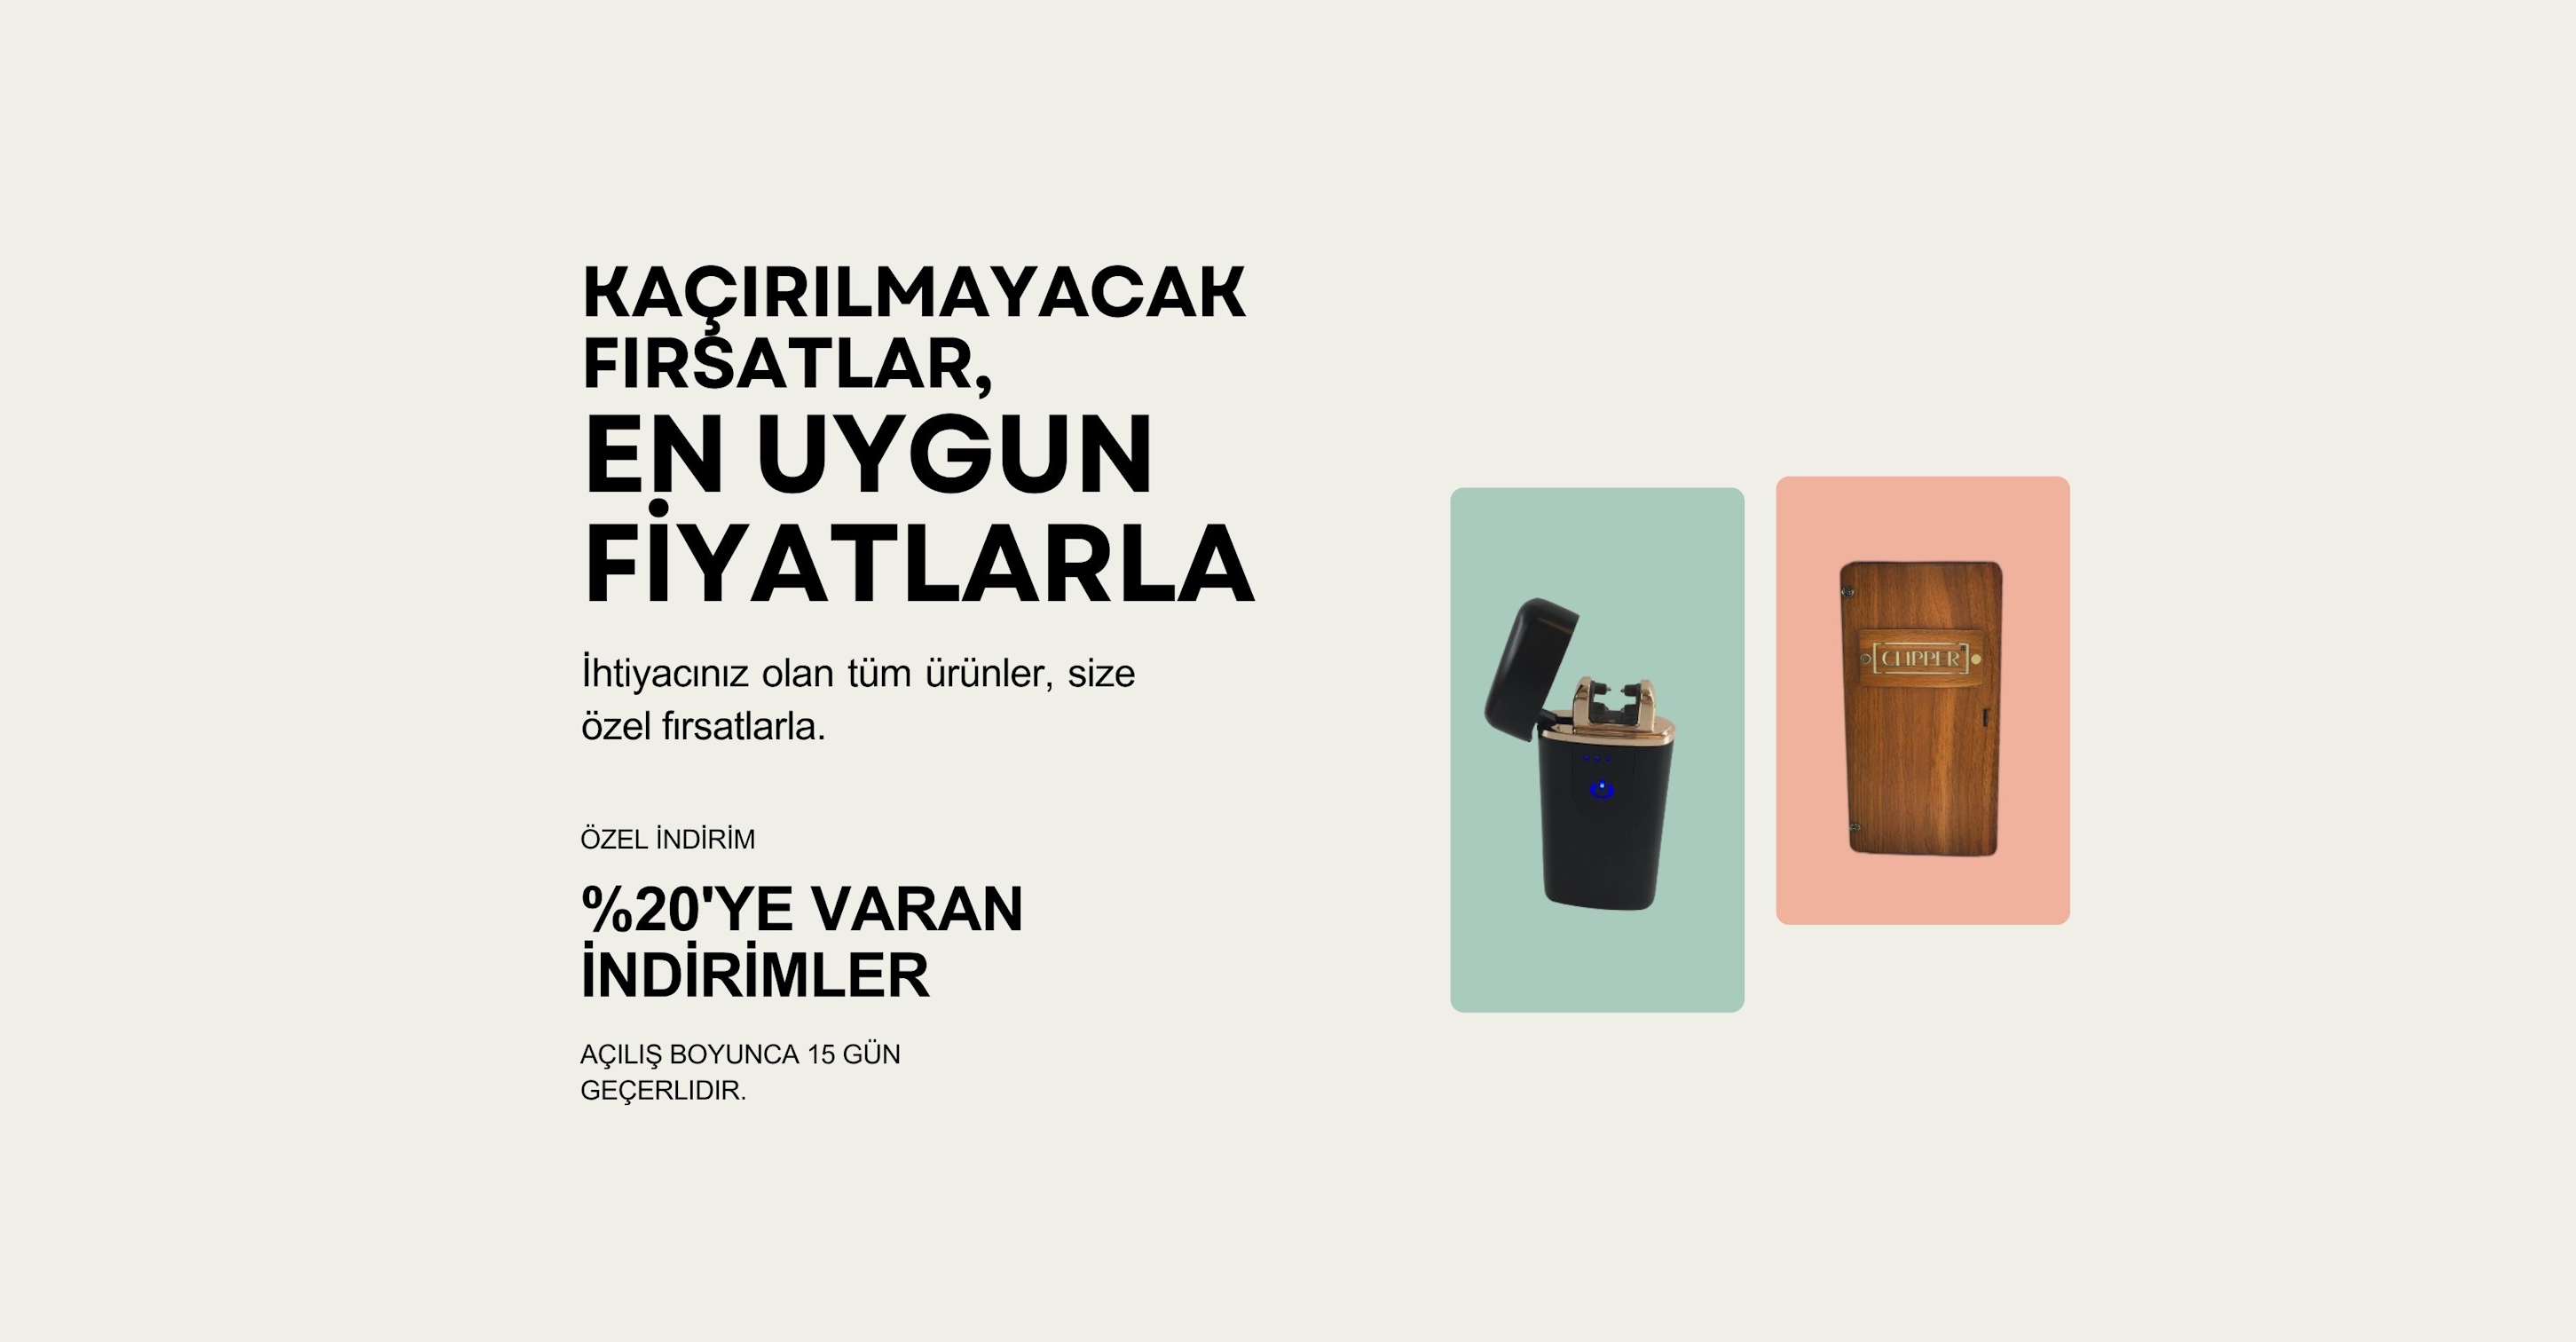 KAÇIRILMAYACAK
FIRSATLAR,
EN UYGUN
FİYATLARLA
İhtiyacınız olan tüm ürünler, size
özel fırsatlarla.
ÖZEL İNDİRİM
%20'YE VARAN
İNDİRİMLER
AÇILIŞ BOYUNCA 15 GÜN
GEÇERLIDIR.
CLIPPER